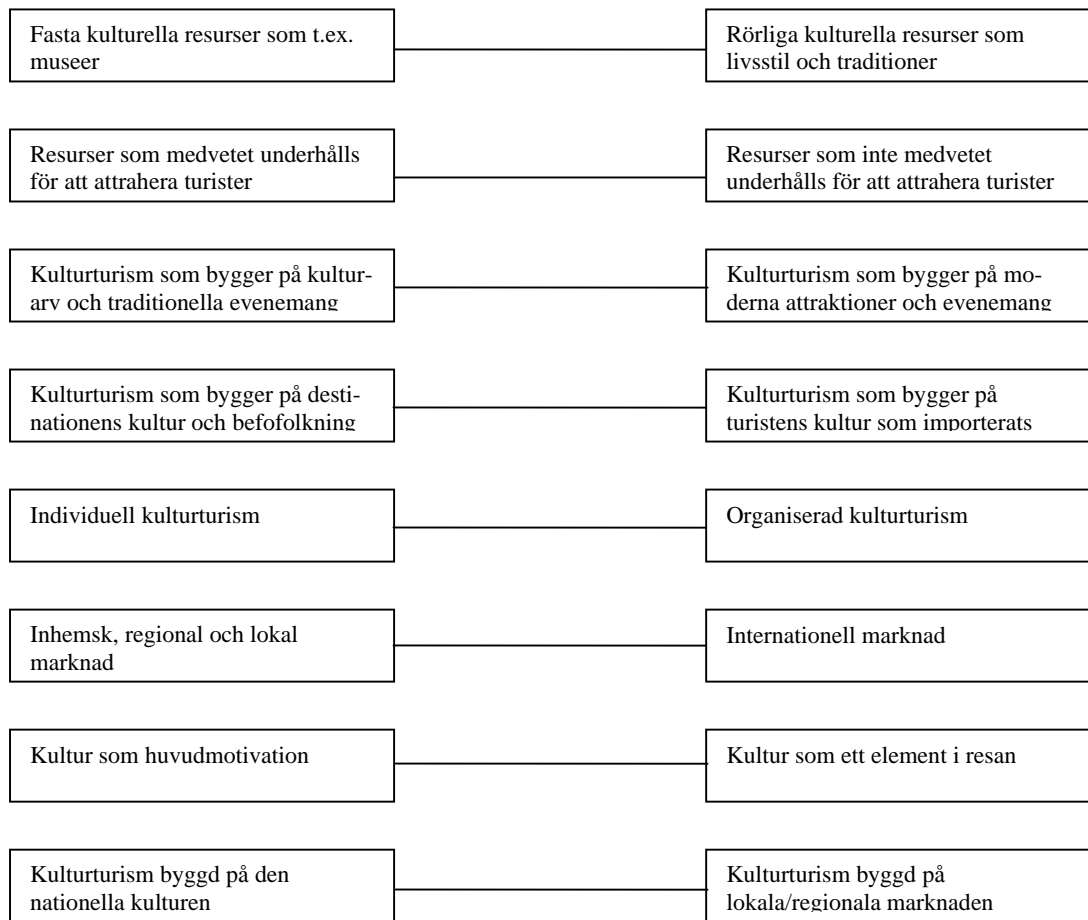 Fasta kulturella resurser som t.ex.
museer
Rörliga kulturella resurser som
livsstil och traditioner
Resurser som medvetet underhålls
för att attrahera turister
Resurser som inte medvetet
underhålls för att attrahera turister
Kulturturism som bygger på kultur-
arv och traditionella evenemang
Kulturturism som bygger på mo-
derna attraktioner och evenemang
Kulturturism som bygger på desti-
nationens kultur och befofolkning
Kulturturism som bygger på
turistens kultur som importerats
Individuell kulturturism
Organiserad kulturturism
Inhemsk, regional och lokal
marknad
Internationell marknad
Kultur som huvudmotivation
Kultur som ett element i resan
Kulturturism byggd på den
nationella kulturen
Kulturturism byggd på
lokala/regionala marknaden